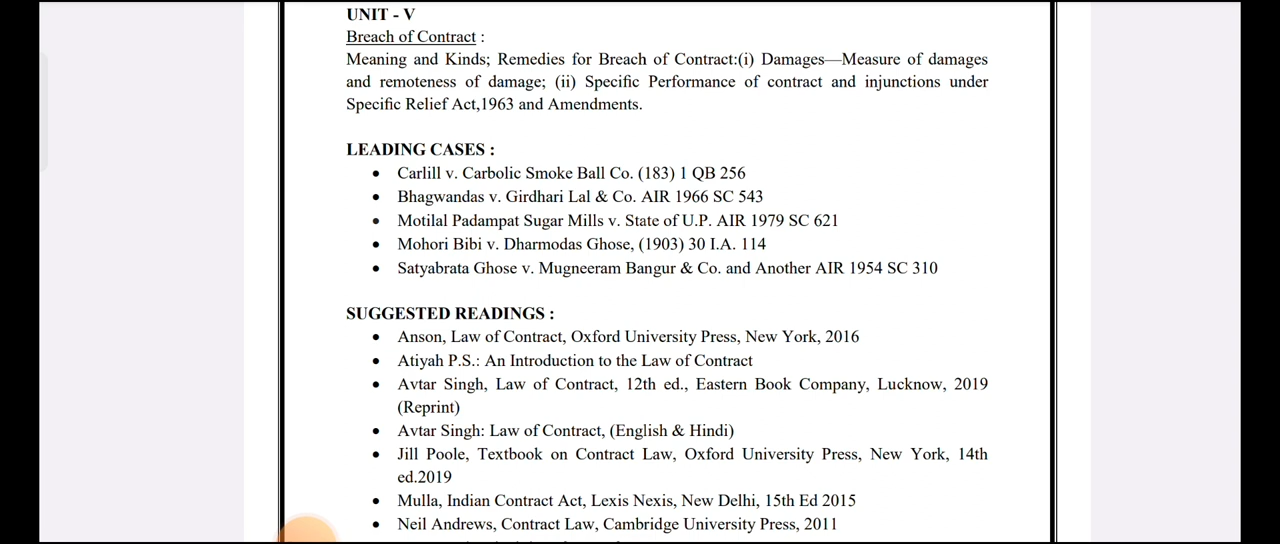 UNIT - V
Breach of Contract :
Meaning and Kinds; Remedies for Breach of Contract:(i) Damages—Measure of damages
and remoteness of damage; (ii) Specific Performance of contract and injunctions under
Specific Relief Act,1963 and Amendments.
LEADING CASES :
• Carlill v. Carbolic Smoke Ball Co. (183) 1 QB 256
• Bhagwandas v. Girdhari Lal & Co. AIR 1966 SC 543
• Motilal Padampat Sugar Mills v. State of U.P. AIR 1979 SC 621
• Mohori Bibi v. Dharmodas Ghose, (1903) 30 I.A. 114
• Satyabrata Ghose v. Mugneeram Bangur & Co. and Another AIR 1954 SC 310
SUGGESTED READINGS :
• Anson, Law of Contract, Oxford University Press, New York, 2016
• Atiyah P.S.: An Introduction to the Law of Contract
• Avtar Singh, Law of Contract, 12th ed., Eastern Book Company, Lucknow, 2019
(Reprint)
• Avtar Singh: Law of Contract, (English & Hindi)
• Jill Poole, Textbook on Contract Law, Oxford University Press, New York, 14th
ed.2019
• Mulla, Indian Contract Act, Lexis Nexis, New Delhi, 15th Ed 2015
• Neil Andrews, Contract Law, Cambridge University Press, 2011